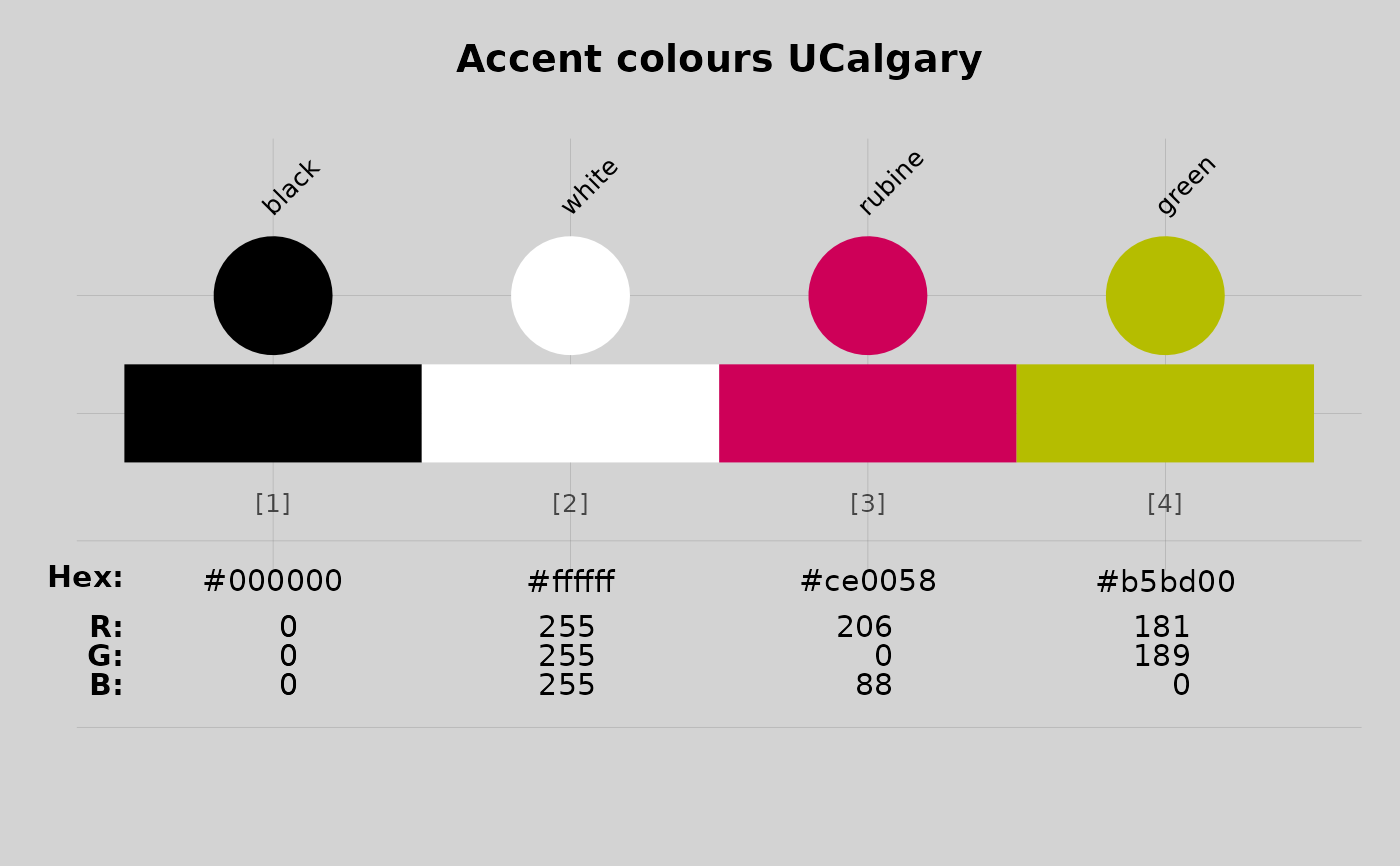 Accent colours UCalgary
black white rubine green
[1] [2] [3] [4]
Hex: #000000 #ffffff #ce0058 #b5bd00
R: 0 255 206 181
G: 0 255 0 189
B: 0 255 88 0